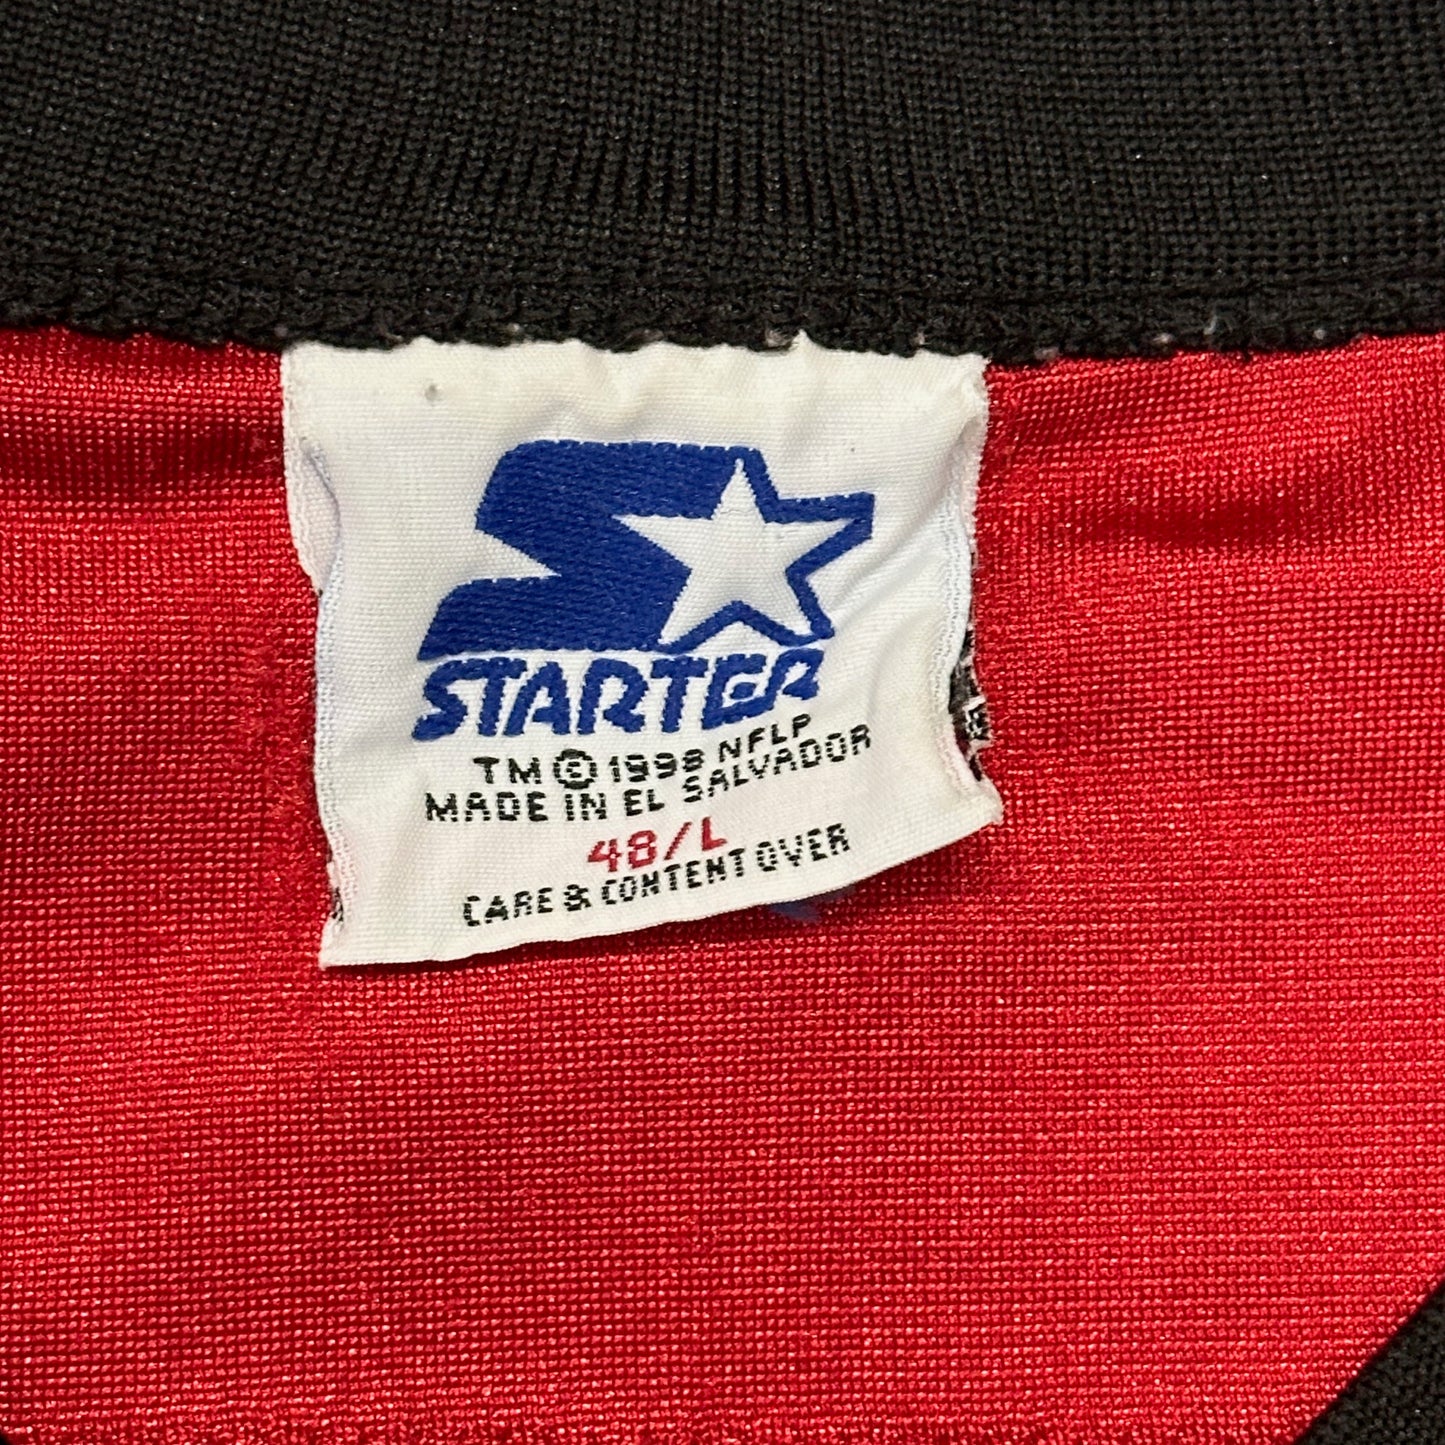 STARTER
TM © 1998 NFLP
MADE IN EL SALVADOR
48/L
CARE & CONTENT OVER